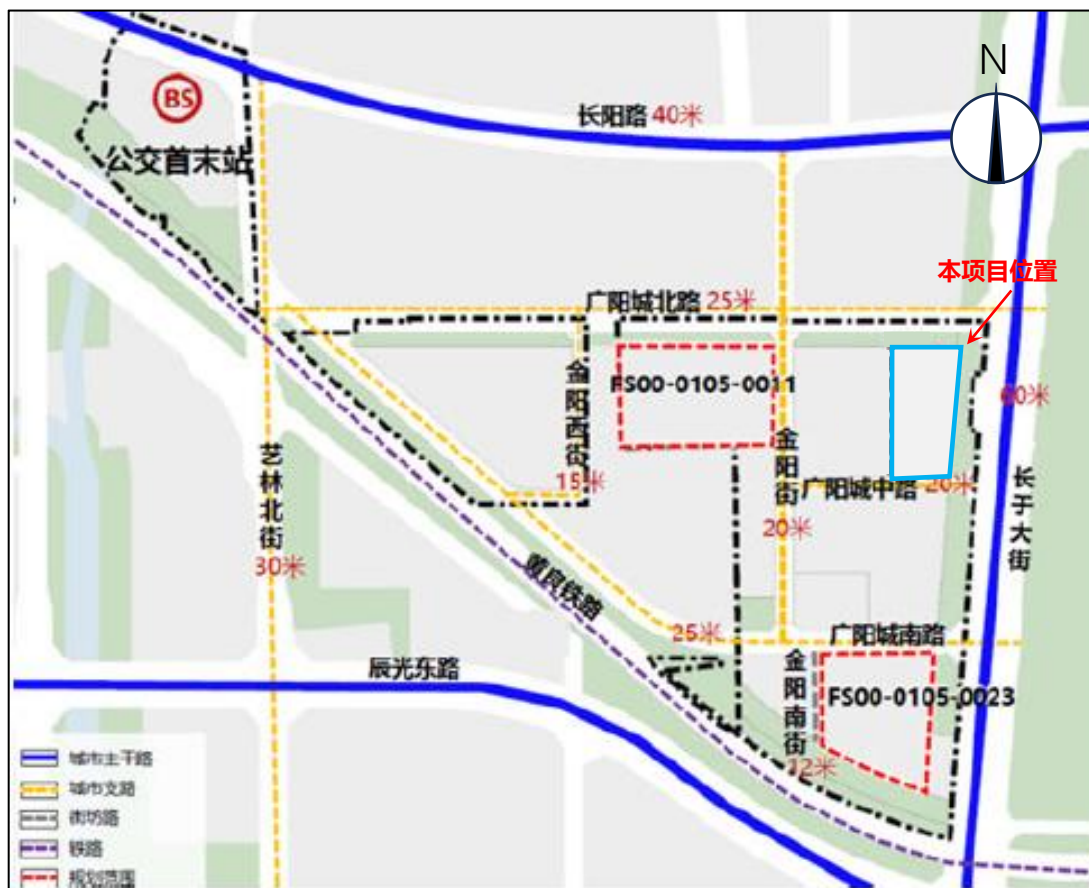 N
长阳路 40米
BS
公交首末站
本项目位置
广阳城北路 25米
金阳西街
FS00-0105-0011
60米
艺林北街
金阳街
15米
广阳城中路 20米
长于大街
20米
30米
黄良铁路
25米
广阳城南路
辰光东路
金阳南街
FS00-0105-0023
12米
城市主干路
城市支路
街坊路
铁路
规划范围